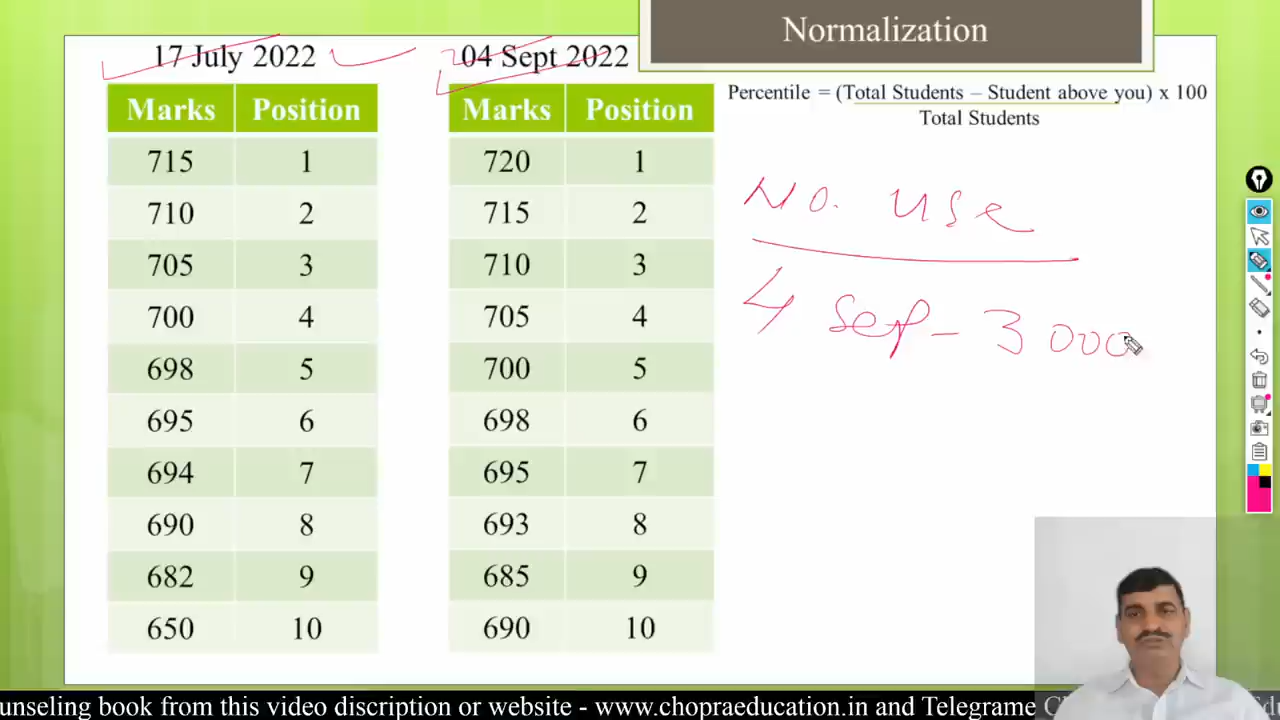 Normalization
17 July 2022
04 Sept 2022
Marks Position
715 1
710 2
705 3
700 4
698 5
695 6
694 7
690 8
682 9
650 10
Marks Position
720 1
715 2
710 3
705 4
700 5
698 6
695 7
693 8
685 9
690 10
Percentile = (Total Students – Student above you) x 100
Total Students
No. use
4 Sep - 3000
unseling book from this video discription or website - www.chopraeducation.in and Telegrame C